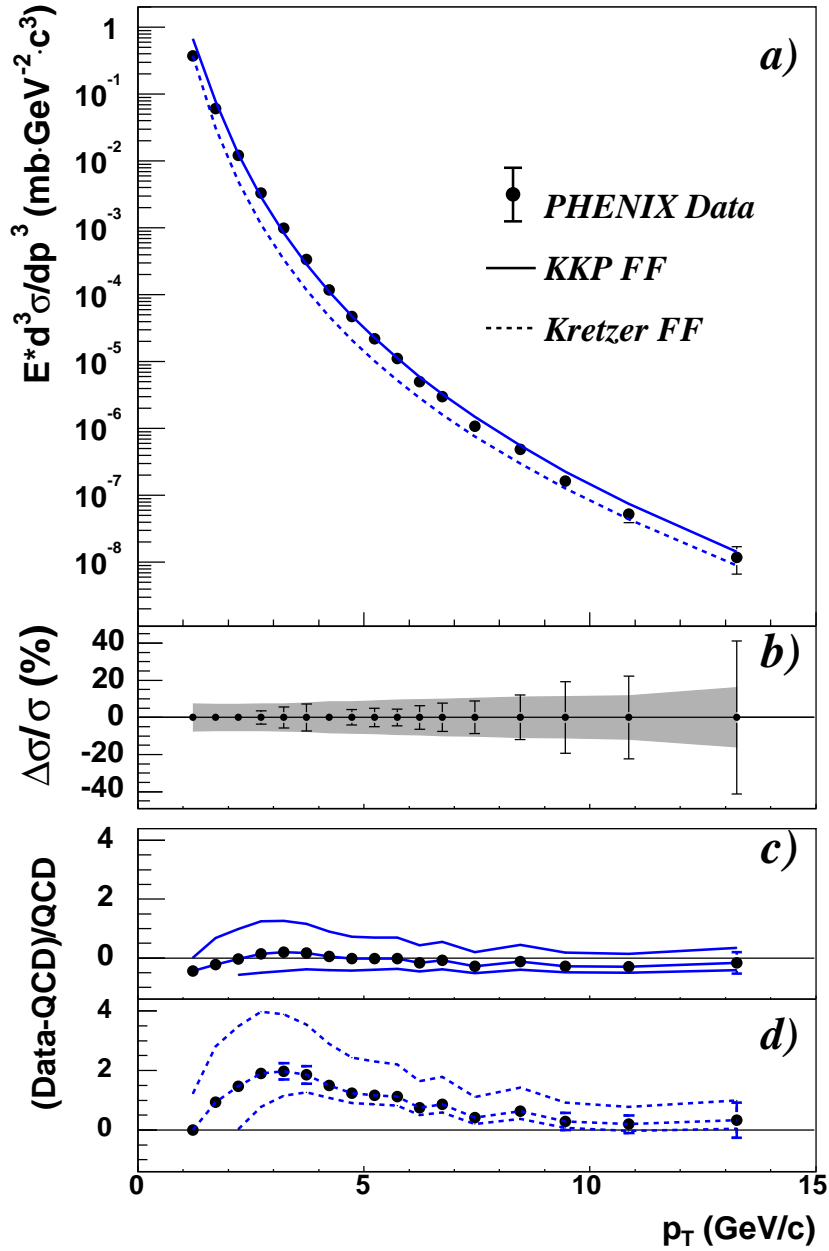 E*d³σ/dp³ (mb·GeV⁻²·c³)
1
10⁻¹
10⁻²
10⁻³
10⁻⁴
10⁻⁵
10⁻⁶
10⁻⁷
10⁻⁸
a)
PHENIX Data
KKP FF
Kretzer FF
Δσ/σ (%)
40
20
0
-20
-40
b)
(Data-QCD)/QCD
4
2
0
c)
4
2
0
d)
0 5 10 15
p_T (GeV/c)